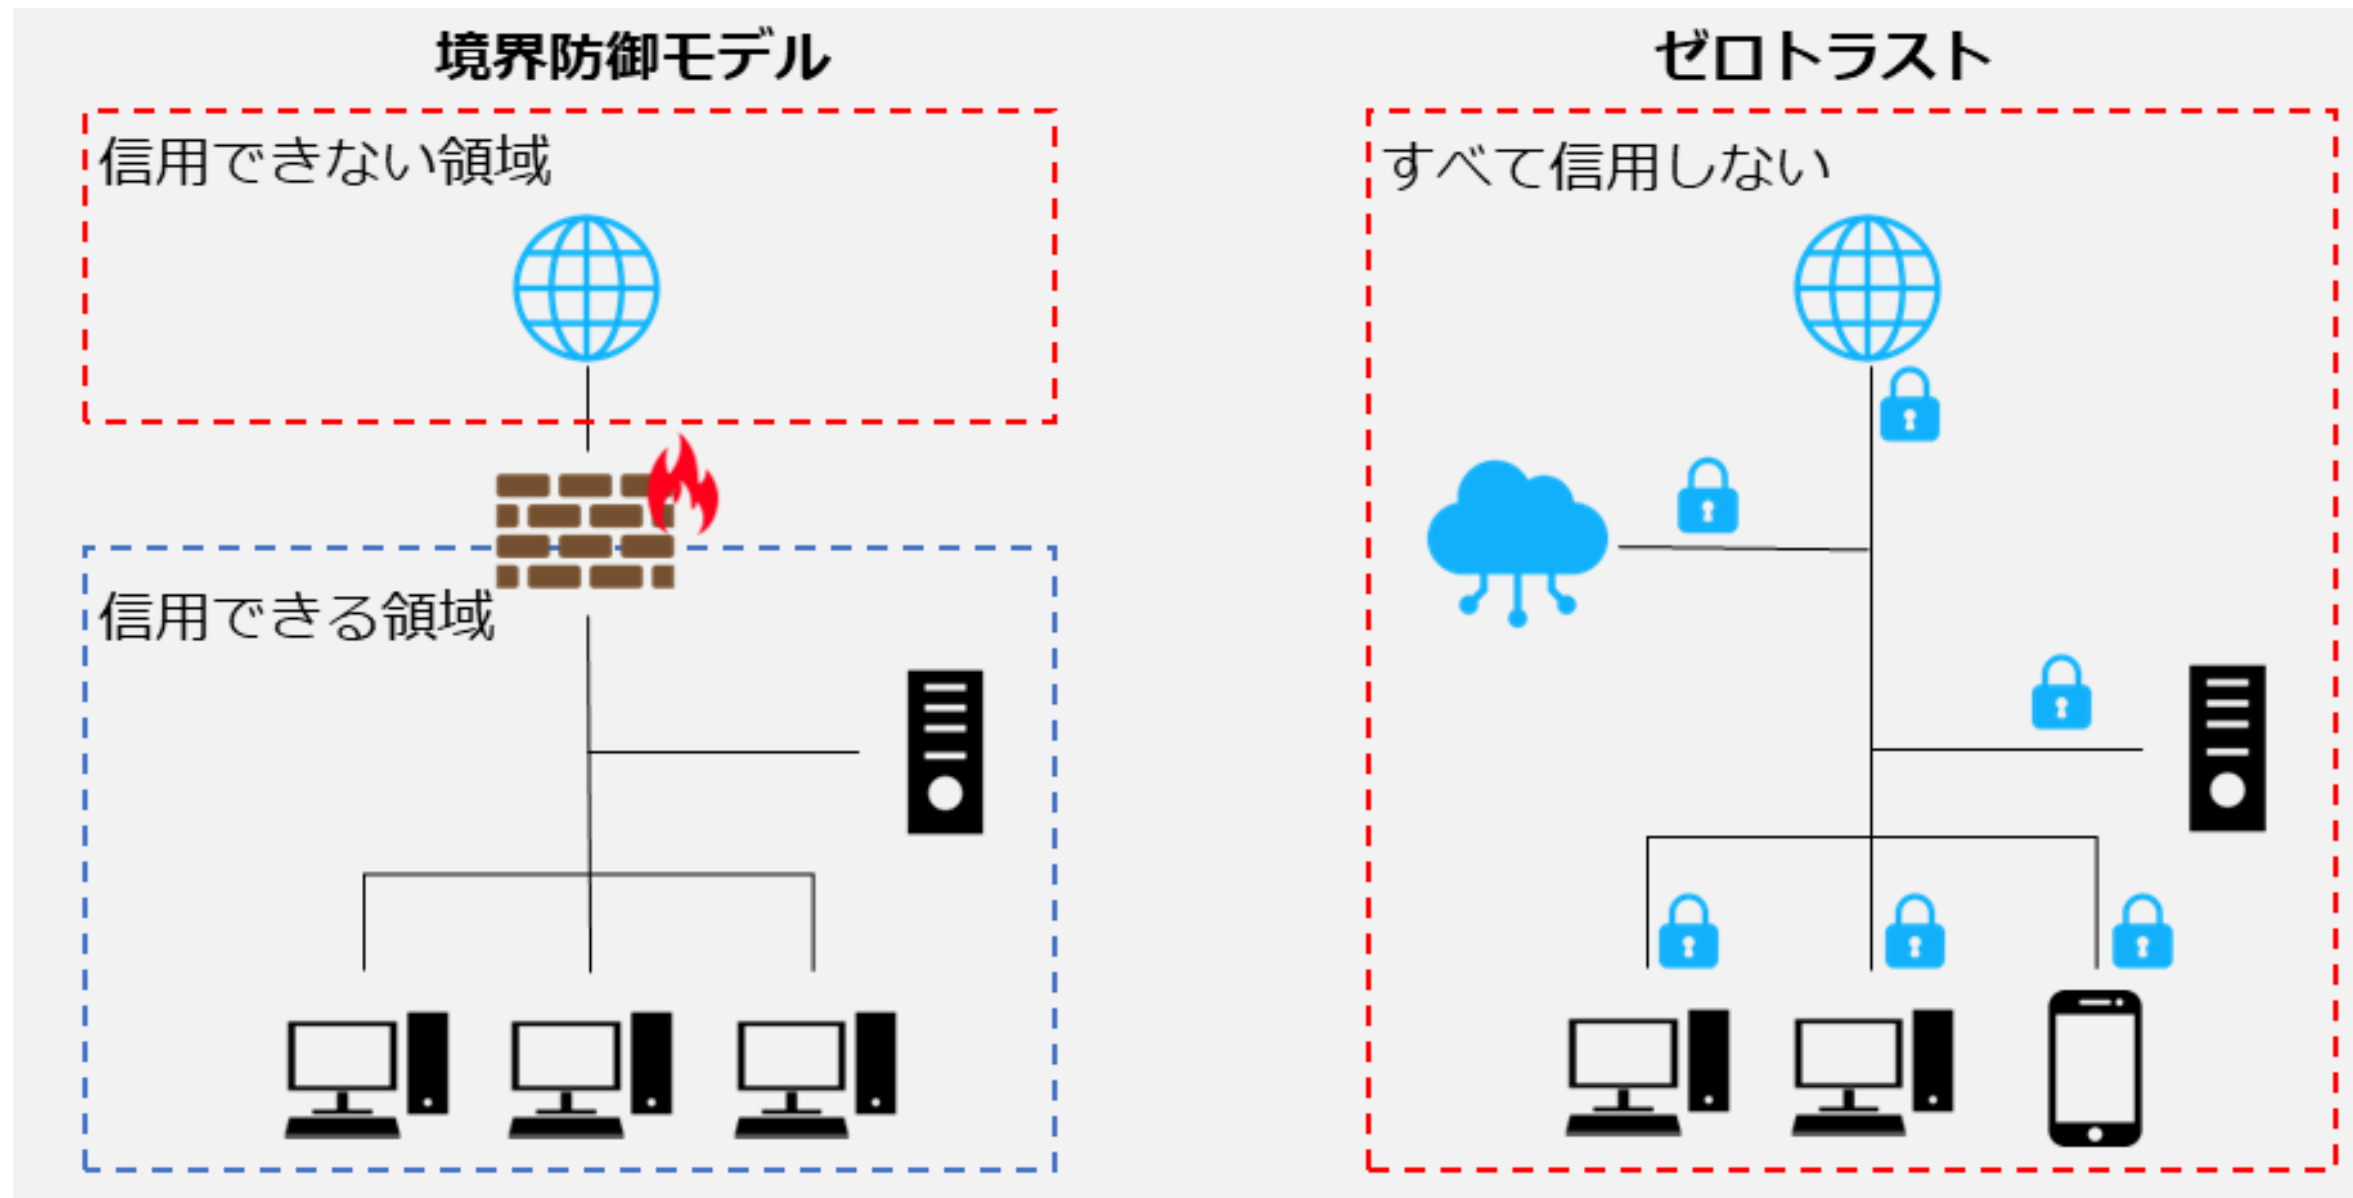 境界防御モデル
信用できない領域
信用できる領域
ゼロトラスト
すべて信用しない